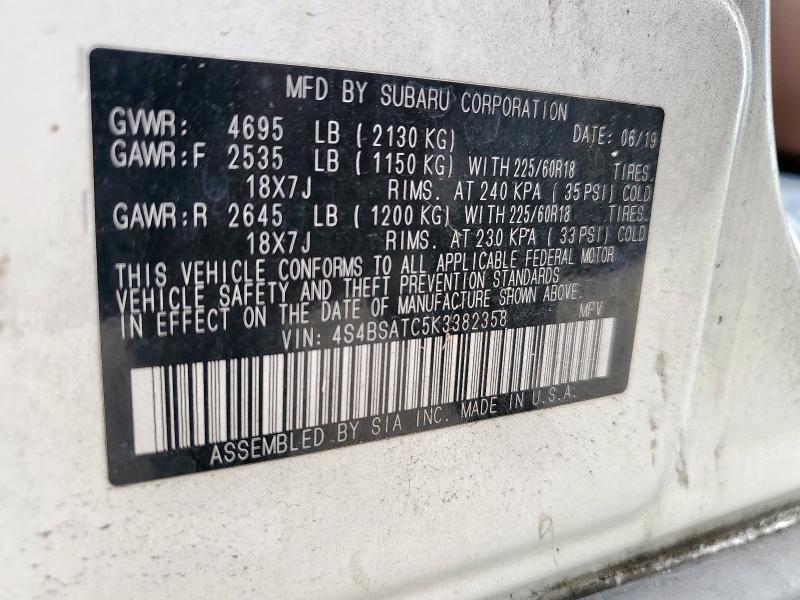 MFD BY SUBARU CORPORATION
GVWR: 4695 LB ( 2130 KG) DATE: 06/19
GAWR:F 2535 LB ( 1150 KG) WITH 225/60R18 TIRES.
18X7J RIMS. AT 240 KPA ( 35 PSI) COLD
GAWR:R 2645 LB ( 1200 KG) WITH 225/60R18 TIRES.
18X7J RIMS. AT 230 KPA ( 33 PSI) COLD
THIS VEHICLE CONFORMS TO ALL APPLICABLE FEDERAL MOTOR
VEHICLE SAFETY AND THEFT PREVENTION STANDARDS
IN EFFECT ON THE DATE OF MANUFACTURE SHOWN ABOVE.
VIN: 4S4BSATC5K3382358 MPV
ASSEMBLED BY SIA INC. MADE IN U.S.A.